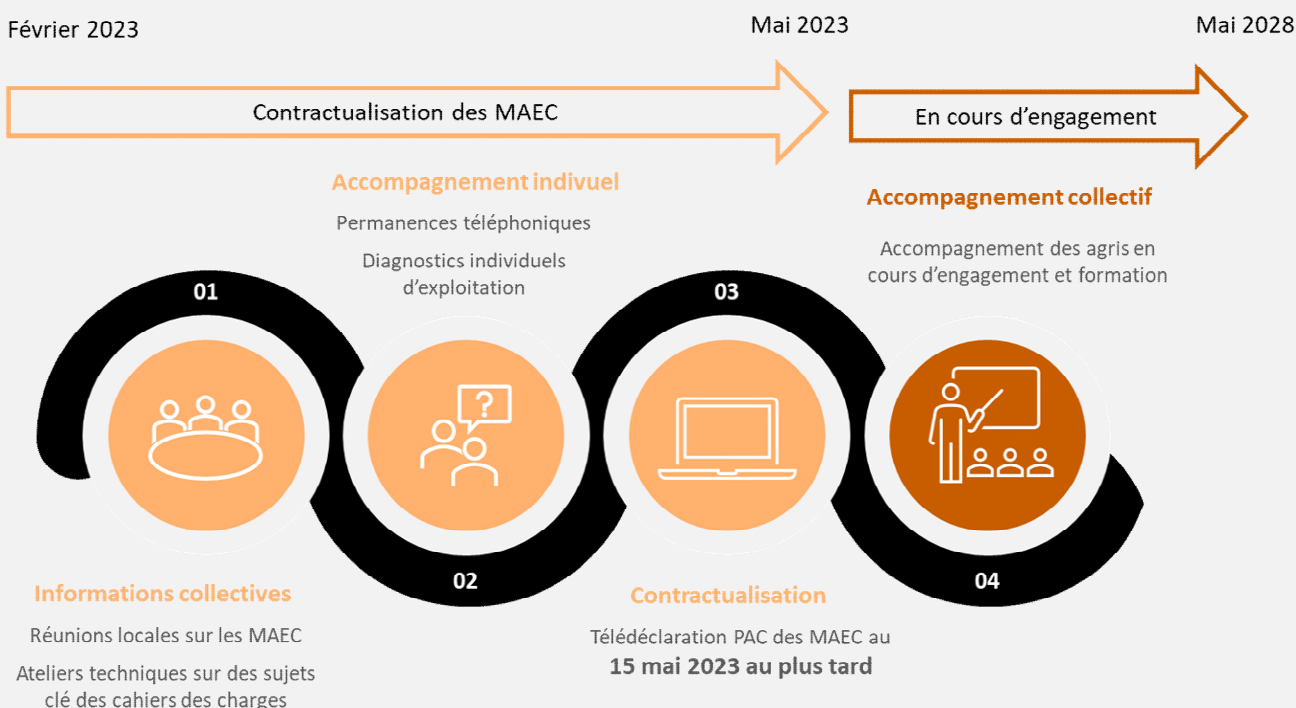 Février 2023
Mai 2023
Mai 2028
Contractualisation des MAEC
En cours d'engagement
Accompagnement indivuel
Permanences téléphoniques
Diagnostics individuels
d'exploitation
Accompagnement collectif
Accompagnement des agris en
cours d'engagement et formation
01
03
?
02
04
Informations collectives
Réunions locales sur les MAEC
Ateliers techniques sur des sujets
clé des cahiers des charges
Contractualisation
Télédéclaration PAC des MAEC au
15 mai 2023 au plus tard